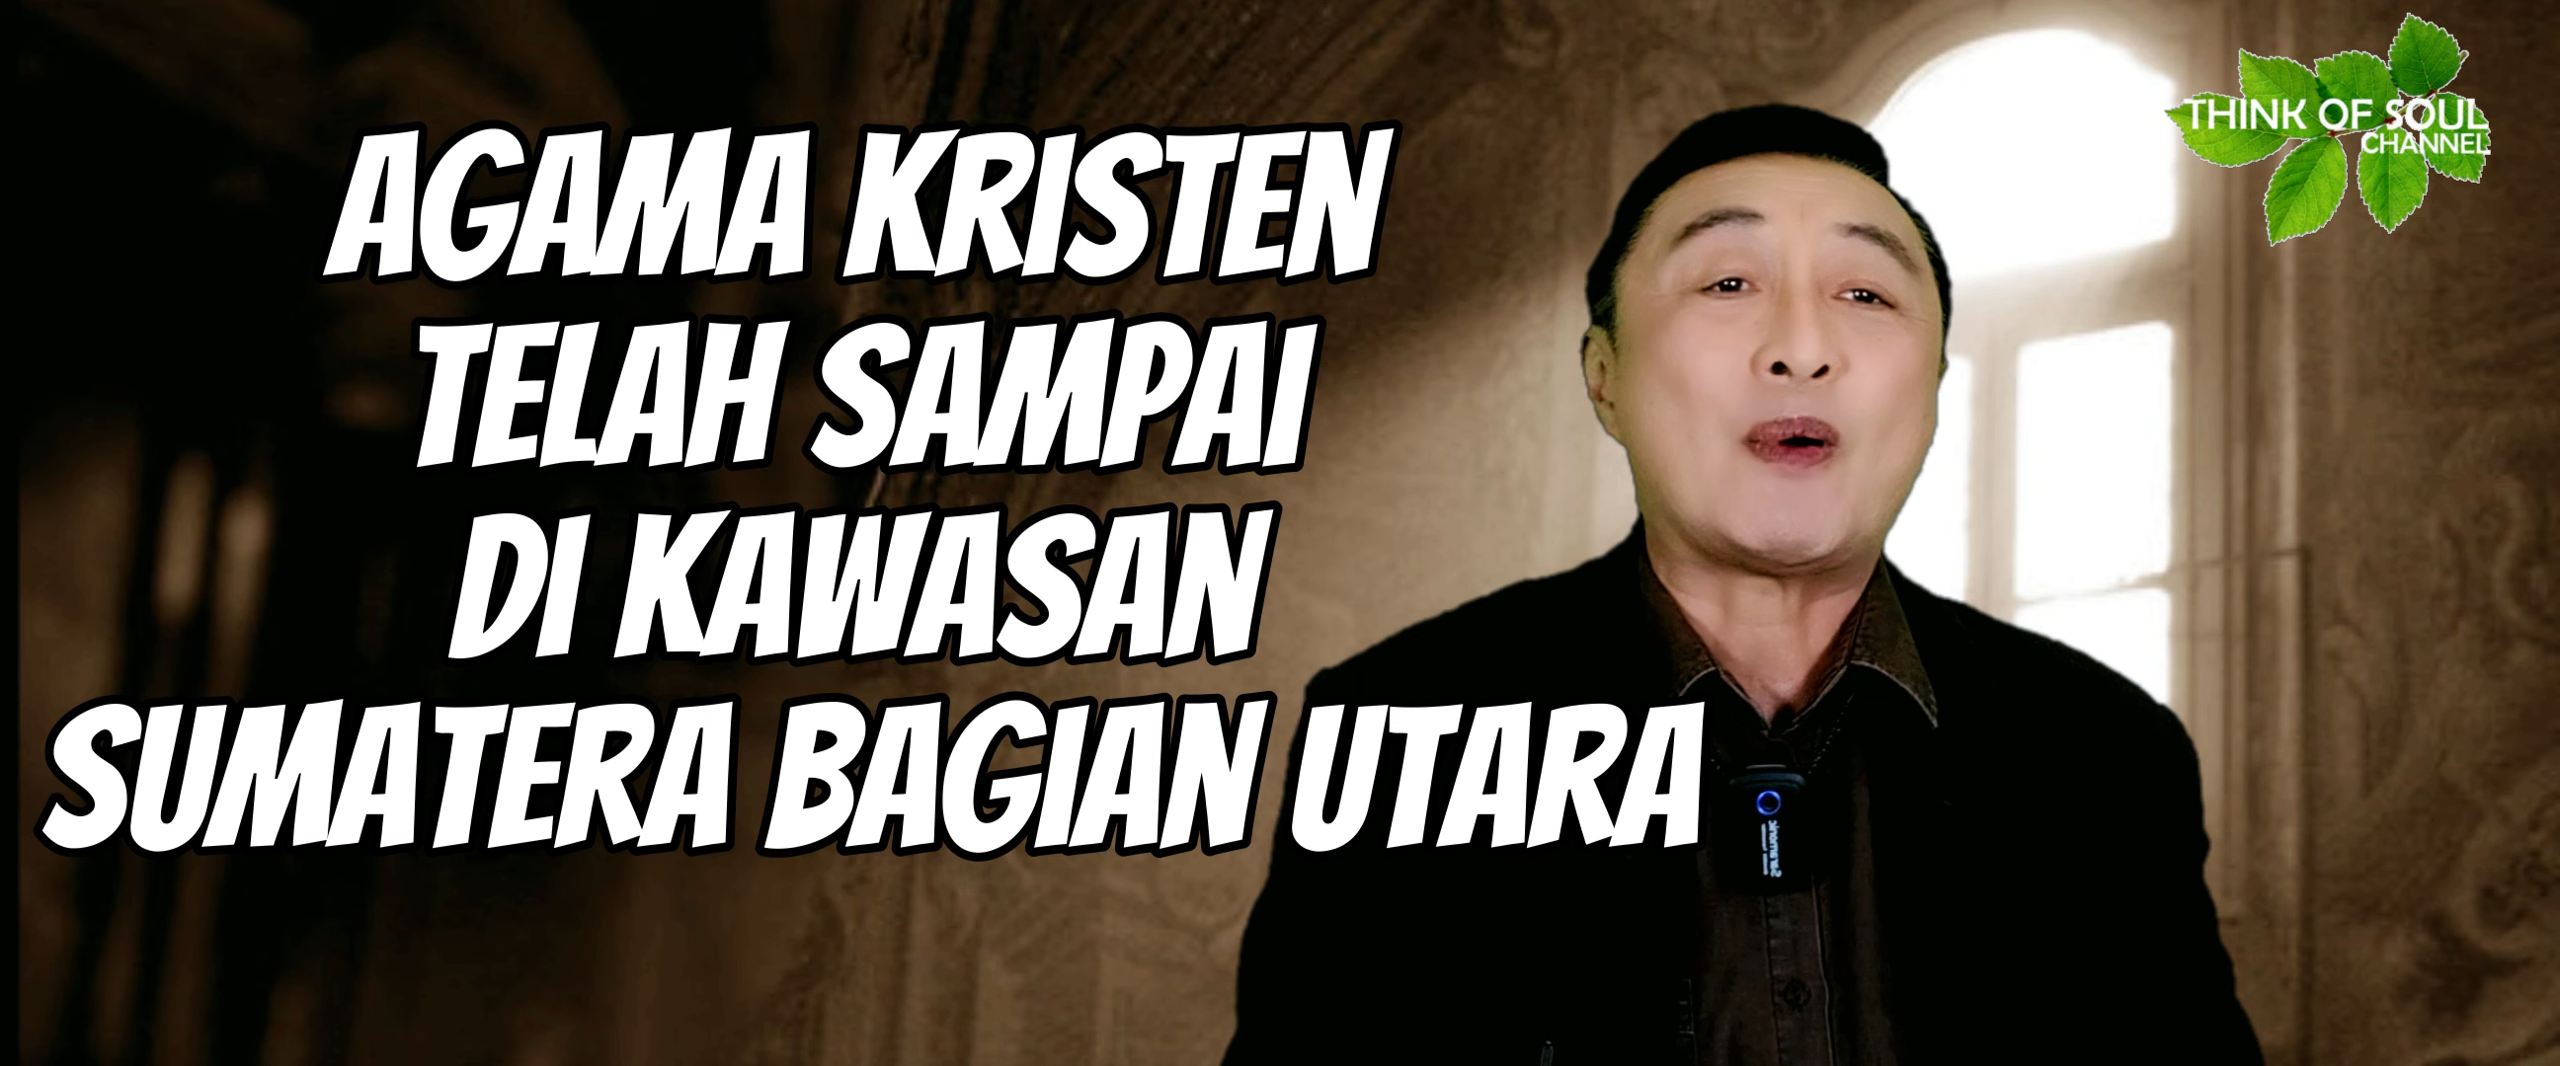 AGAMA KRISTEN
TELAH SAMPAI
DI KAWASAN
SUMATERA BAGIAN UTARA
THINK OF SOUL
CHANNEL